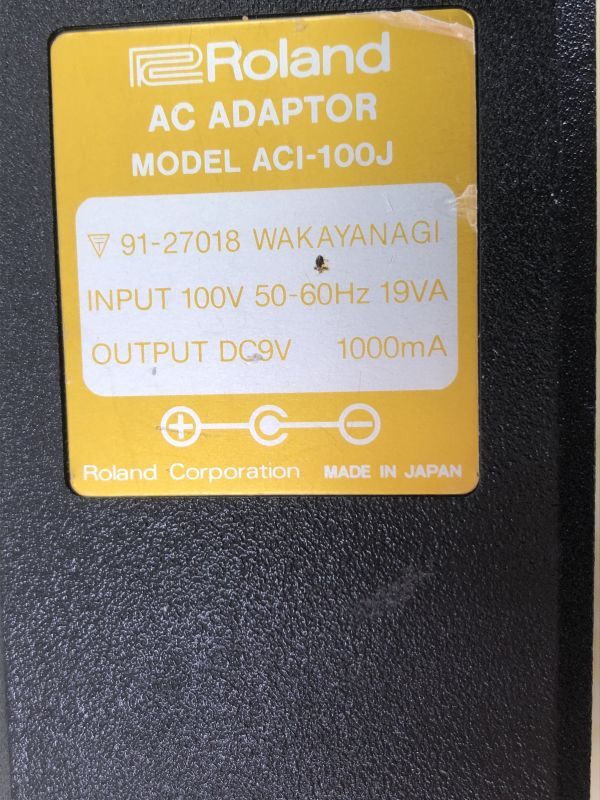 Roland
AC ADAPTOR
MODEL ACI-100J
91-27018 WAKAYANAGI
INPUT 100V 50-60Hz 19VA
OUTPUT DC9V 1000mA
Roland Corporation MADE IN JAPAN